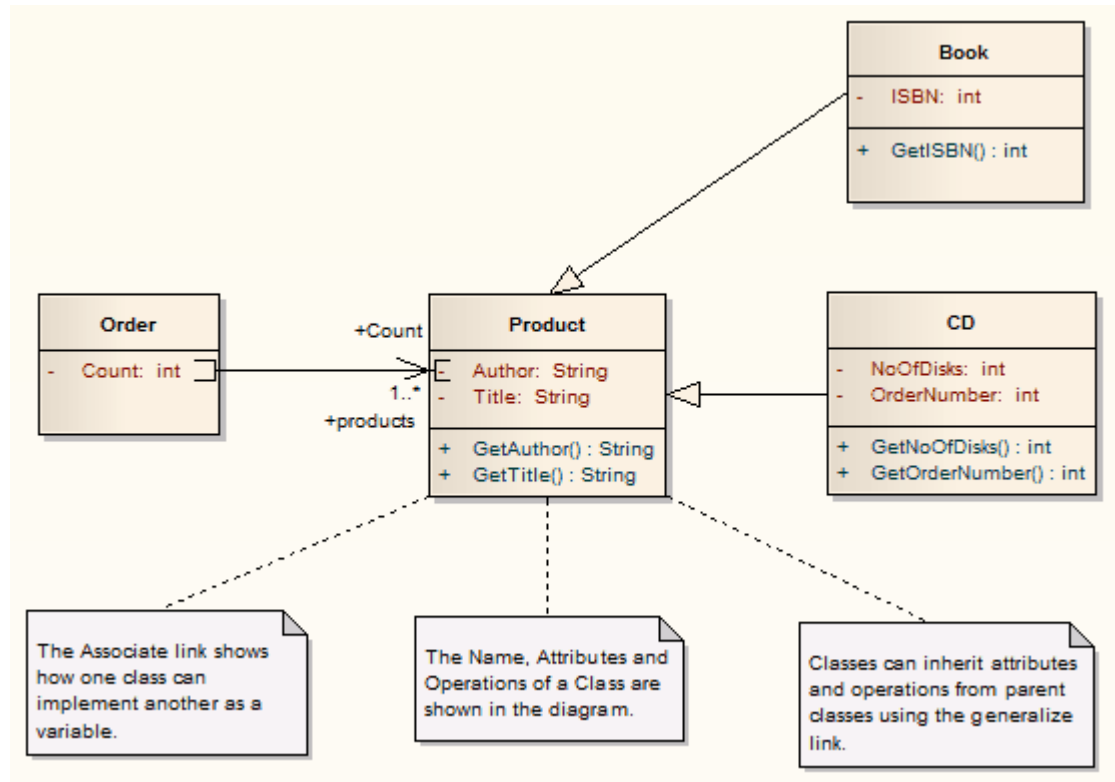 Book
- ISBN: int
+ GetISBN() : int
Order
- Count: int
+Count
1..*
+products
Product
- Author: String
- Title: String
+ GetAuthor() : String
+ GetTitle() : String
CD
- NoOfDisks: int
- OrderNumber: int
+ GetNoOfDisks() : int
+ GetOrderNumber() : int
The Associate link shows
how one class can
implement another as a
variable.
The Name, Attributes and
Operations of a Class are
shown in the diagram.
Classes can inherit attributes
and operations from parent
classes using the generalize
link.